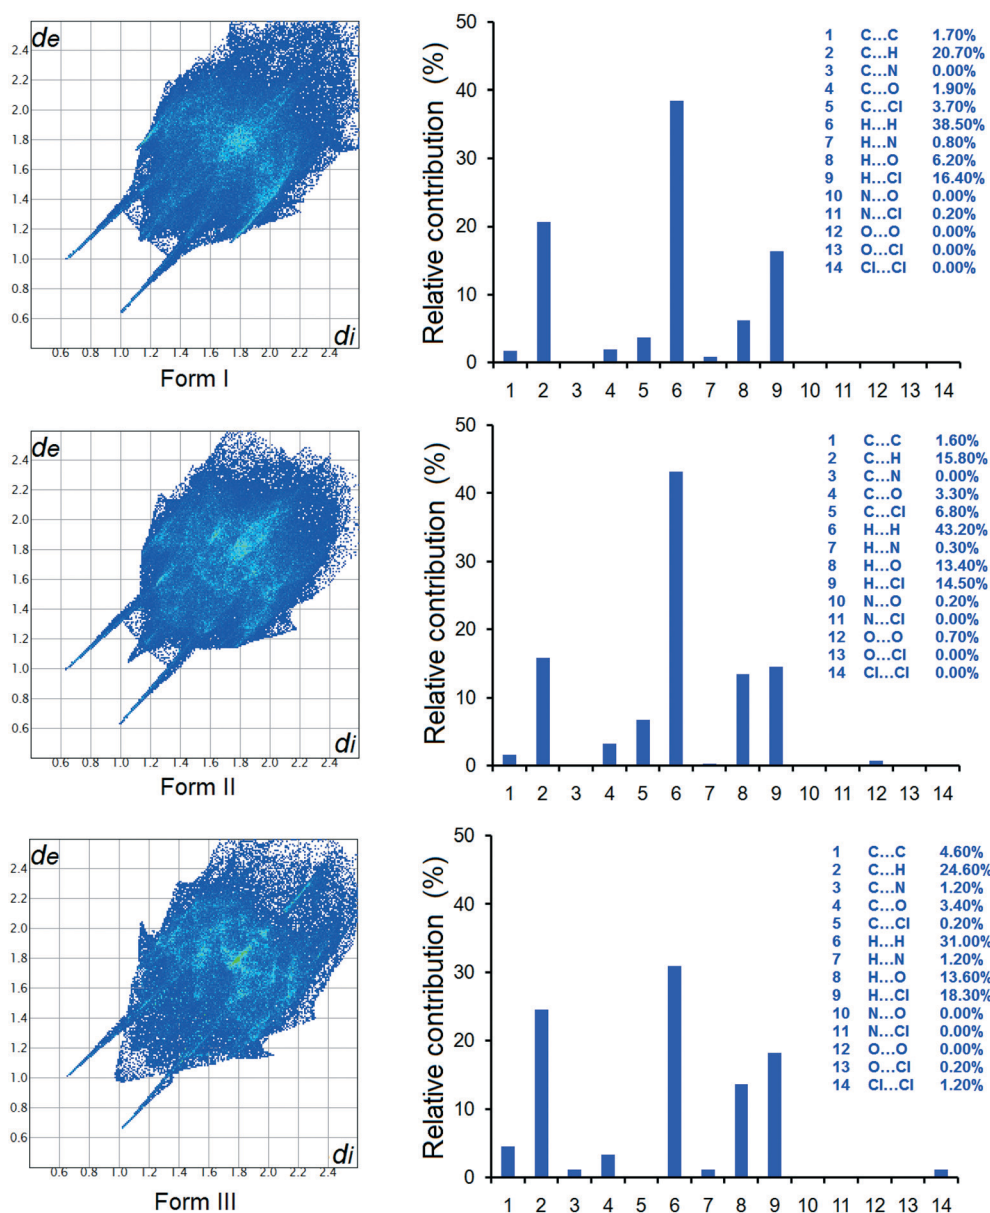 de
2.4
2.2
2.0
1.8
1.6
1.4
1.2
1.0
0.8
0.6
di
0.6 0.8 1.0 1.2 1.4 1.6 1.8 2.0 2.2 2.4
Form I
Relative contribution (%)
50
40
30
20
10
0
1 2 3 4 5 6 7 8 9 10 11 12 13 14
1 C...C 1.70%
2 C...H 20.70%
3 C...N 0.00%
4 C...O 1.90%
5 C...Cl 3.70%
6 H...H 38.50%
7 H...N 0.80%
8 H...O 6.20%
9 H...Cl 16.40%
10 N...O 0.00%
11 N...Cl 0.20%
12 O...O 0.00%
13 O...Cl 0.00%
14 Cl...Cl 0.00%
de
2.4
2.2
2.0
1.8
1.6
1.4
1.2
1.0
0.8
0.6
di
0.6 0.8 1.0 1.2 1.4 1.6 1.8 2.0 2.2 2.4
Form II
Relative contribution (%)
50
40
30
20
10
0
1 2 3 4 5 6 7 8 9 10 11 12 13 14
1 C...C 1.60%
2 C...H 15.80%
3 C...N 0.00%
4 C...O 3.30%
5 C...Cl 6.80%
6 H...H 43.20%
7 H...N 0.30%
8 H...O 13.40%
9 H...Cl 14.50%
10 N...O 0.20%
11 N...Cl 0.00%
12 O...O 0.70%
13 O...Cl 0.00%
14 Cl...Cl 0.00%
de
2.4
2.2
2.0
1.8
1.6
1.4
1.2
1.0
0.8
0.6
di
0.6 0.8 1.0 1.2 1.4 1.6 1.8 2.0 2.2 2.4
Form III
Relative contribution (%)
50
40
30
20
10
0
1 2 3 4 5 6 7 8 9 10 11 12 13 14
1 C...C 4.60%
2 C...H 24.60%
3 C...N 1.20%
4 C...O 3.40%
5 C...Cl 0.20%
6 H...H 31.00%
7 H...N 1.20%
8 H...O 13.60%
9 H...Cl 18.30%
10 N...O 0.00%
11 N...Cl 0.00%
12 O...O 0.00%
13 O...Cl 0.20%
14 Cl...Cl 1.20%